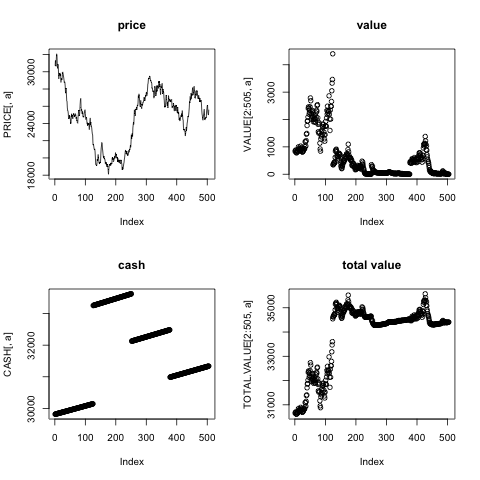 price
PRICE[, a]
18000 24000 30000
0 100 200 300 400 500
Index
value
VALUE[2:505, a]
0 1000 3000
0 100 200 300 400 500
Index
cash
CASH[, a]
30000 32000
0 100 200 300 400 500
Index
total value
TOTAL.VALUE[2:505, a]
31000 33000 35000
0 100 200 300 400 500
Index